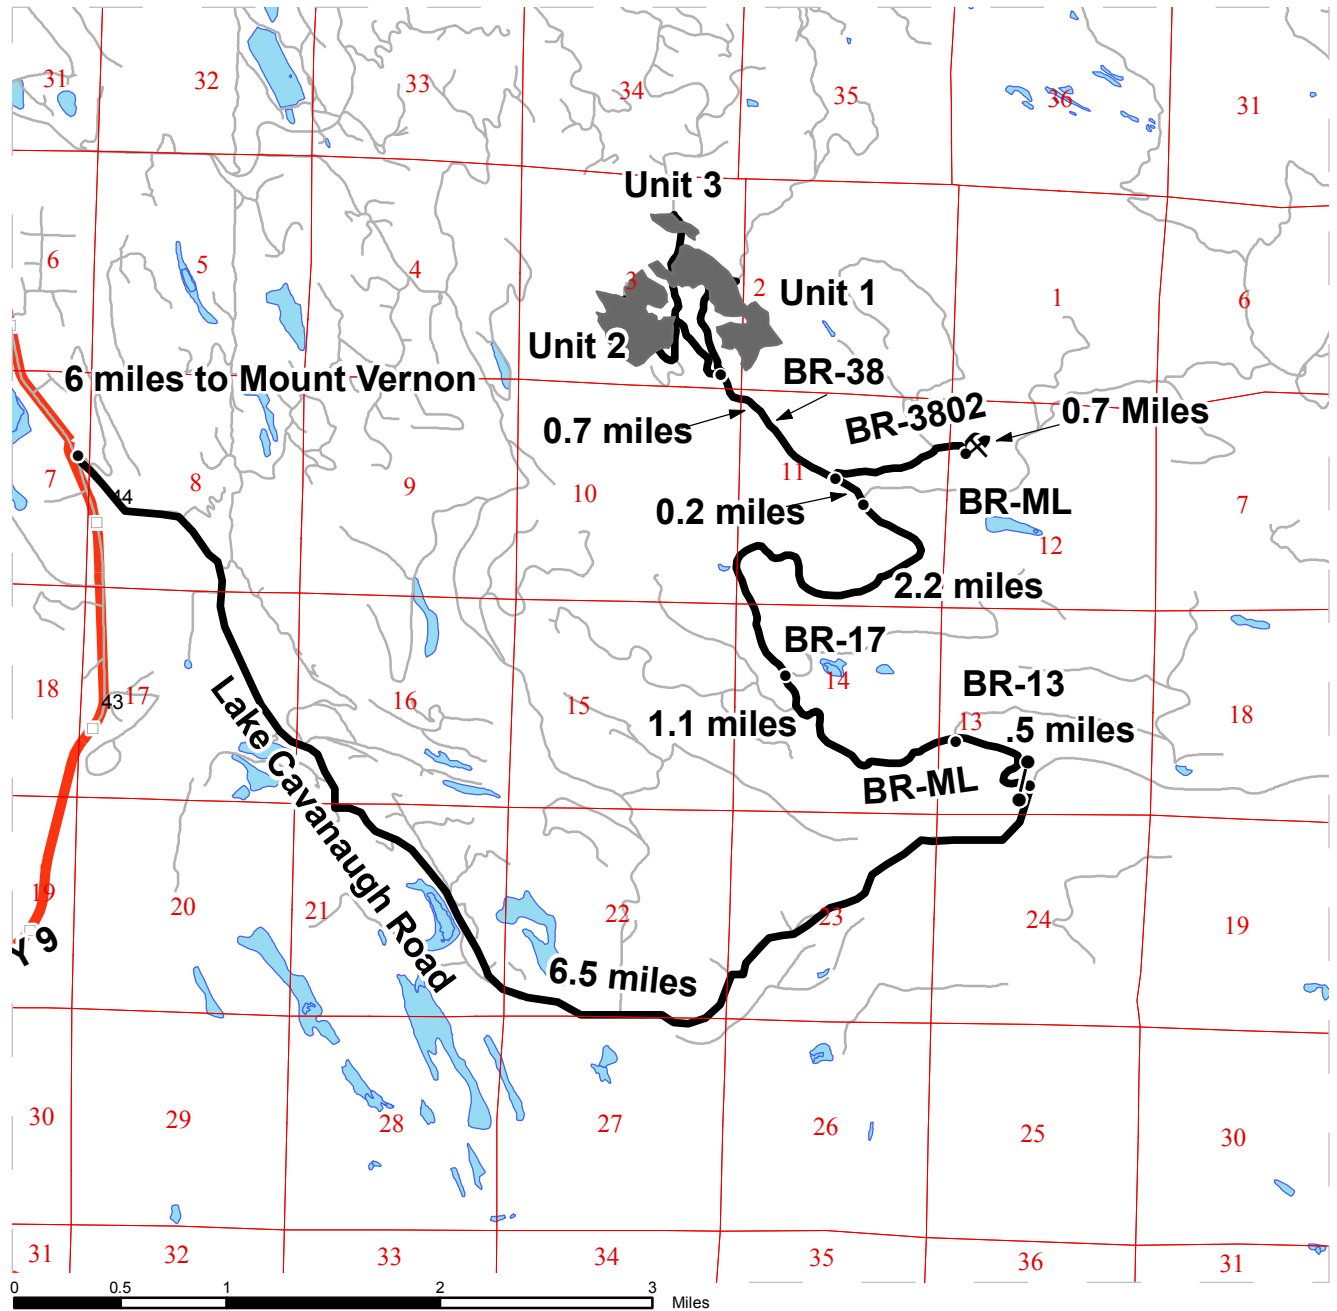 31
32
33
34
35
36
31
Unit 3
6
5
4
3
2
Unit 1
1
6
Unit 2
6 miles to Mount Vernon
BR-38
0.7 miles
BR-3802
0.7 Miles
7
44
8
9
10
11
0.2 miles
BR-ML
12
7
2.2 miles
BR-17
18
43
17
16
15
14
BR-13
13
18
1.1 miles
.5 miles
BR-ML
Lake Cavanaugh Road
19
20
21
22
23
24
19
Y 9
6.5 miles
30
29
28
27
26
25
30
31
32
33
34
35
36
31
0 0.5 1 2 3
Miles